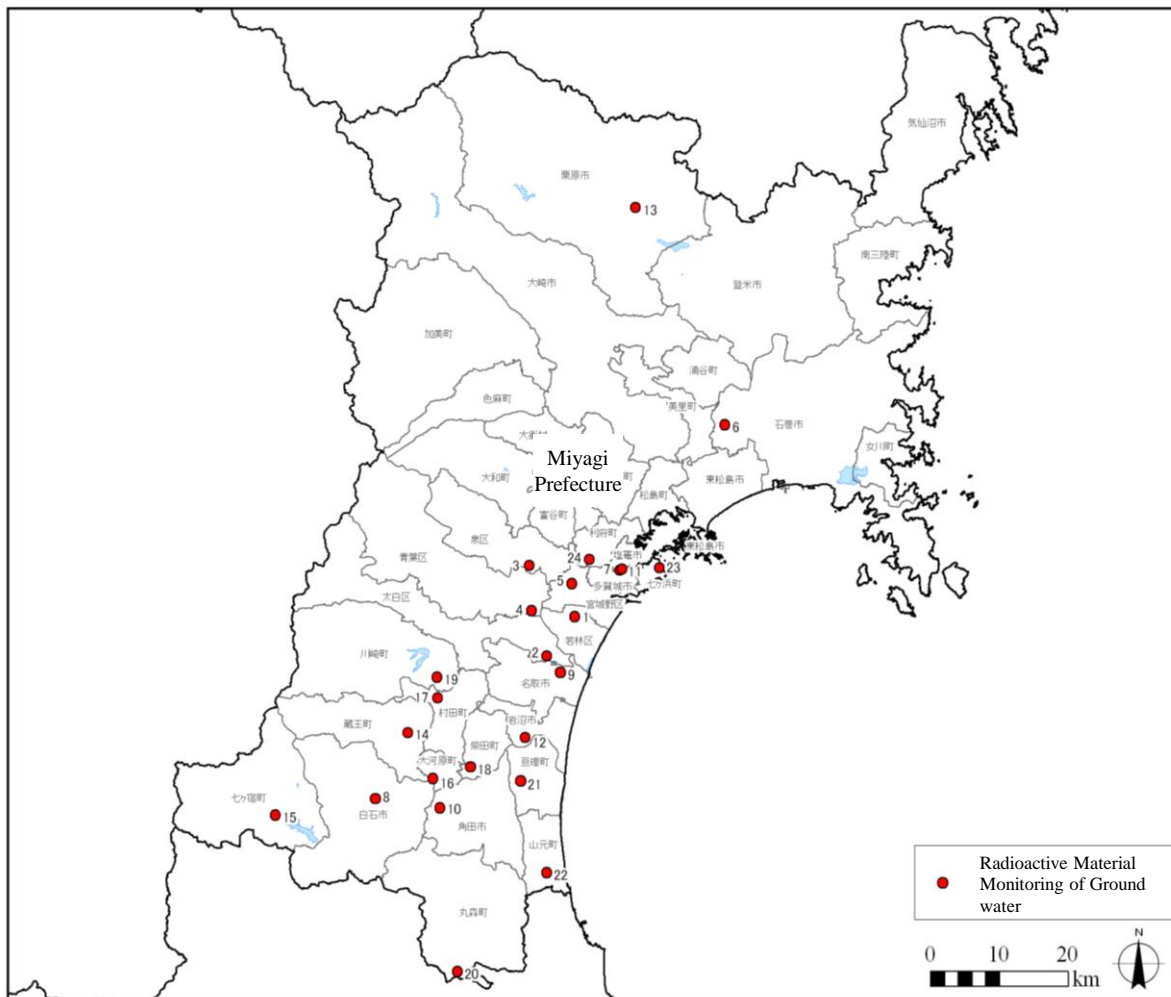 気仙沼市
栗原市
13
南三陸町
大崎市
登米市
加美町
涌谷町
美里町
色麻町
6
石巻市
女川町
Miyagi
Prefecture
町
大和町
東松島市
松島町
富谷町
利府町
泉区
東松島市
青葉区
24
塩竈市
3
7
11
23
5
多賀城市
七ヶ浜町
太白区
宮城野区
4
1
若林区
川崎町
2
9
名取市
19
17
村田町
岩沼市
蔵王町
14
12
柴田町
大河原町
18
亘理町
16
21
七ヶ宿町
8
10
15
白石市
角田市
山元町
22
丸森町
20
Radioactive Material
Monitoring of Ground
water
N
0 10 20
km